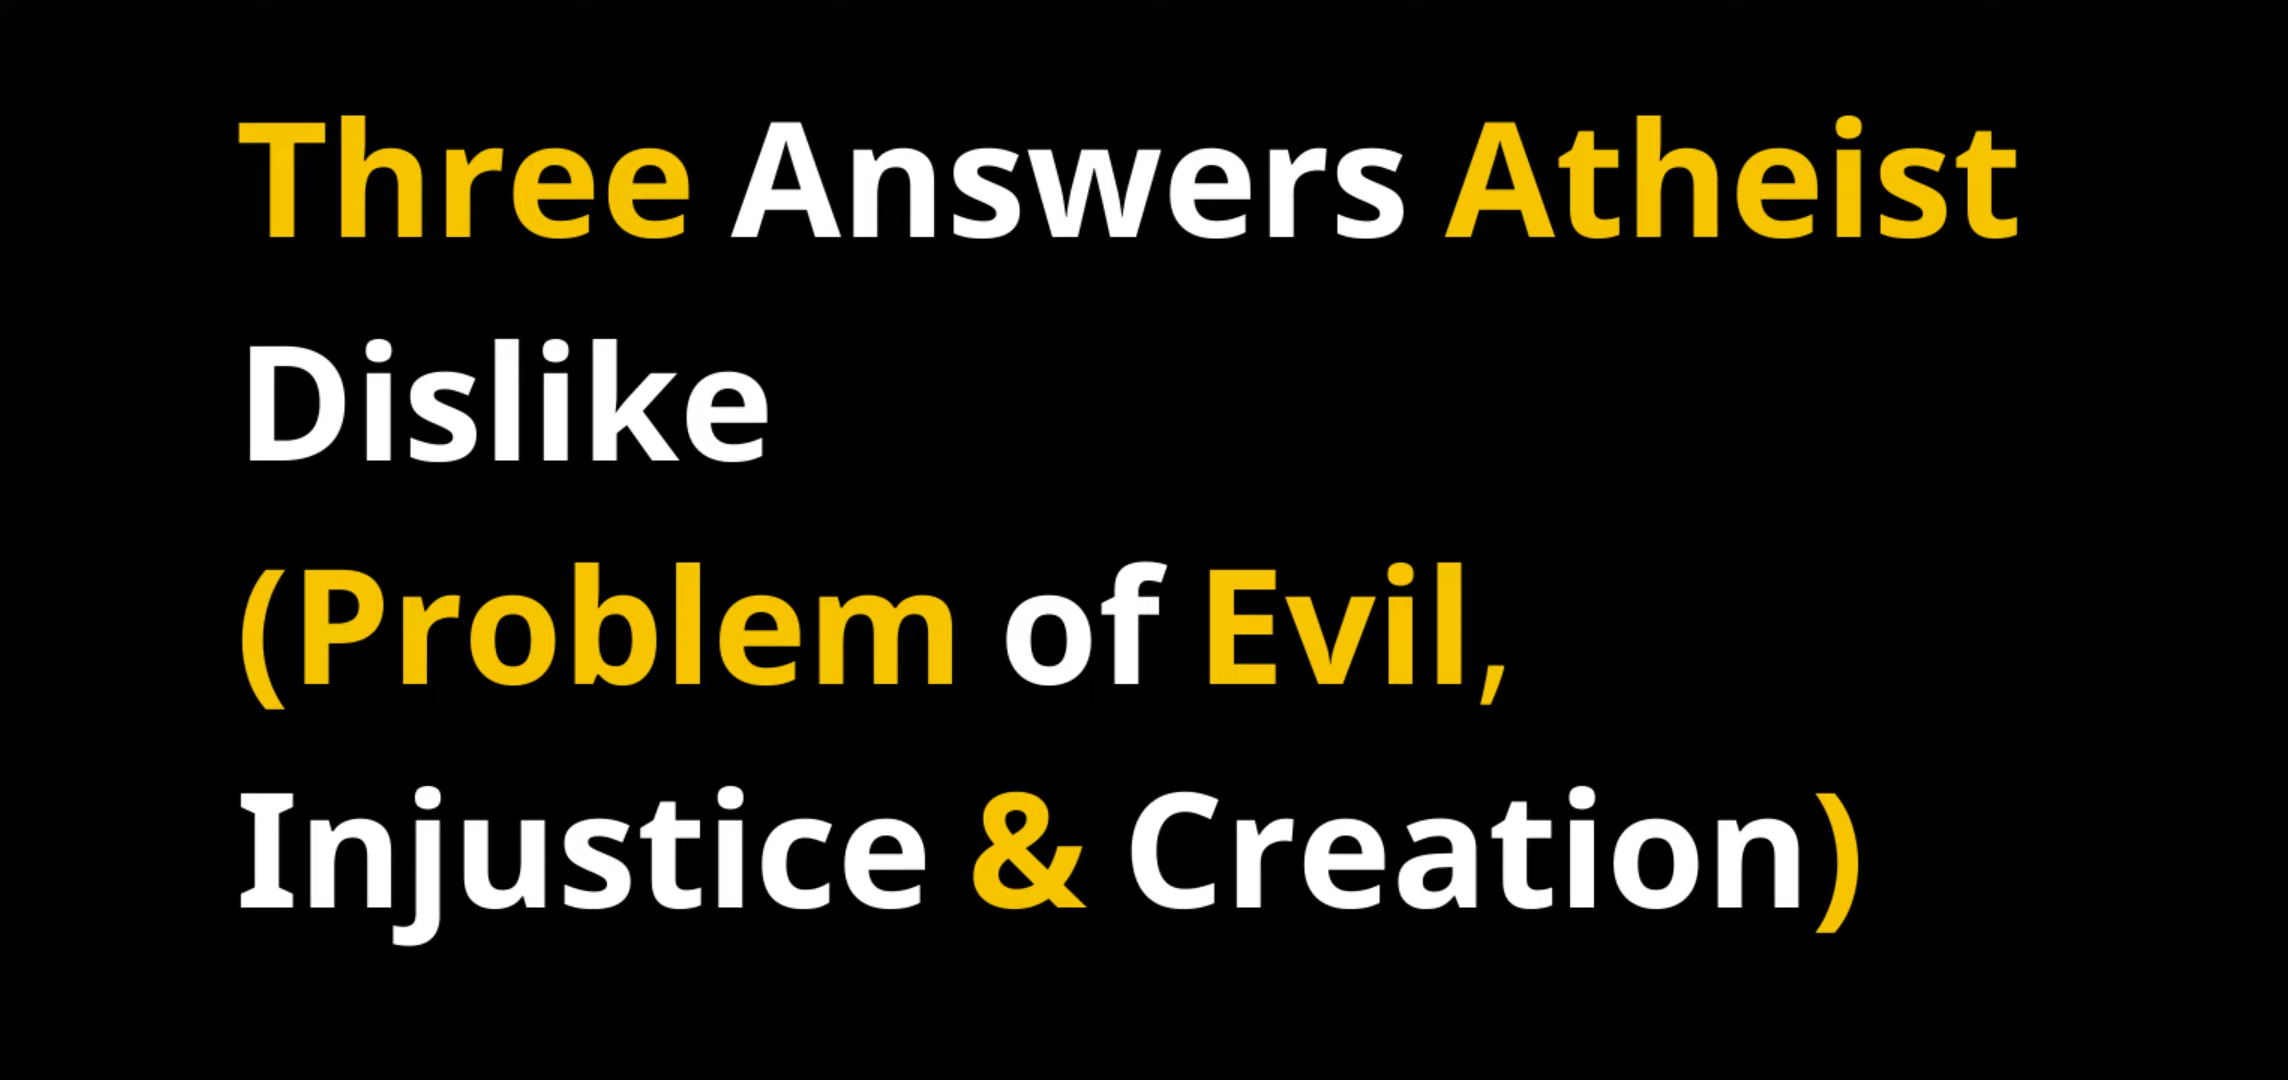 Three Answers Atheist
Dislike
(Problem of Evil,
Injustice & Creation)